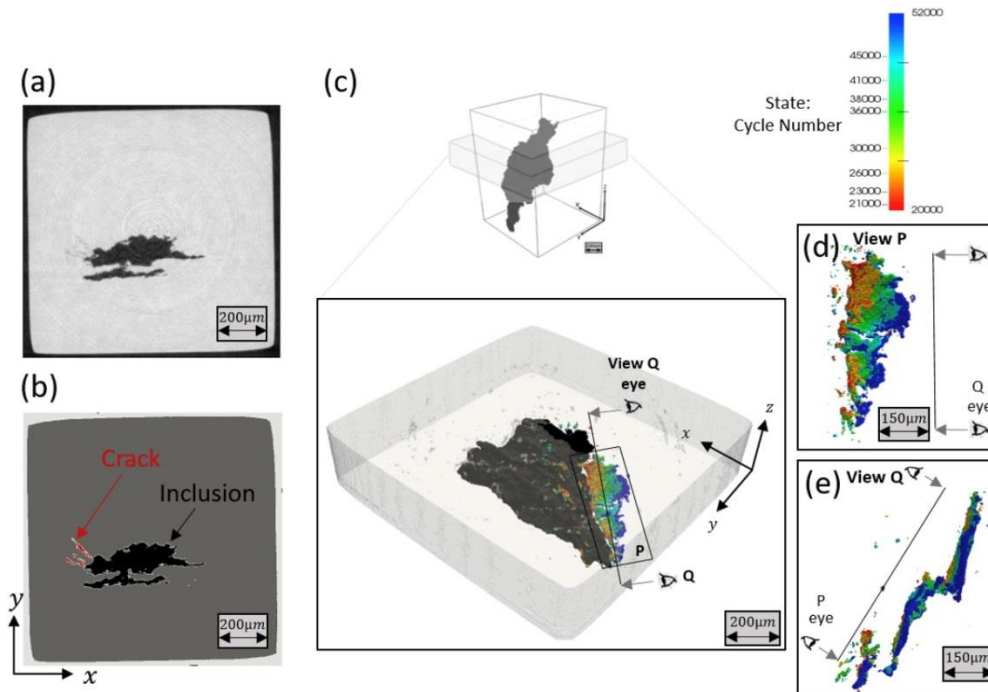 (a)
200μm
(b)
Crack
Inclusion
y
x
200μm
(c)
View Q
eye
z
x
y
P
Q
200μm
State:
Cycle Number
52000
45000
41000
38000
36000
30000
26000
23000
21000
20000
(d)
View P
Q
eye
150μm
(e)
View Q
P
eye
150μm